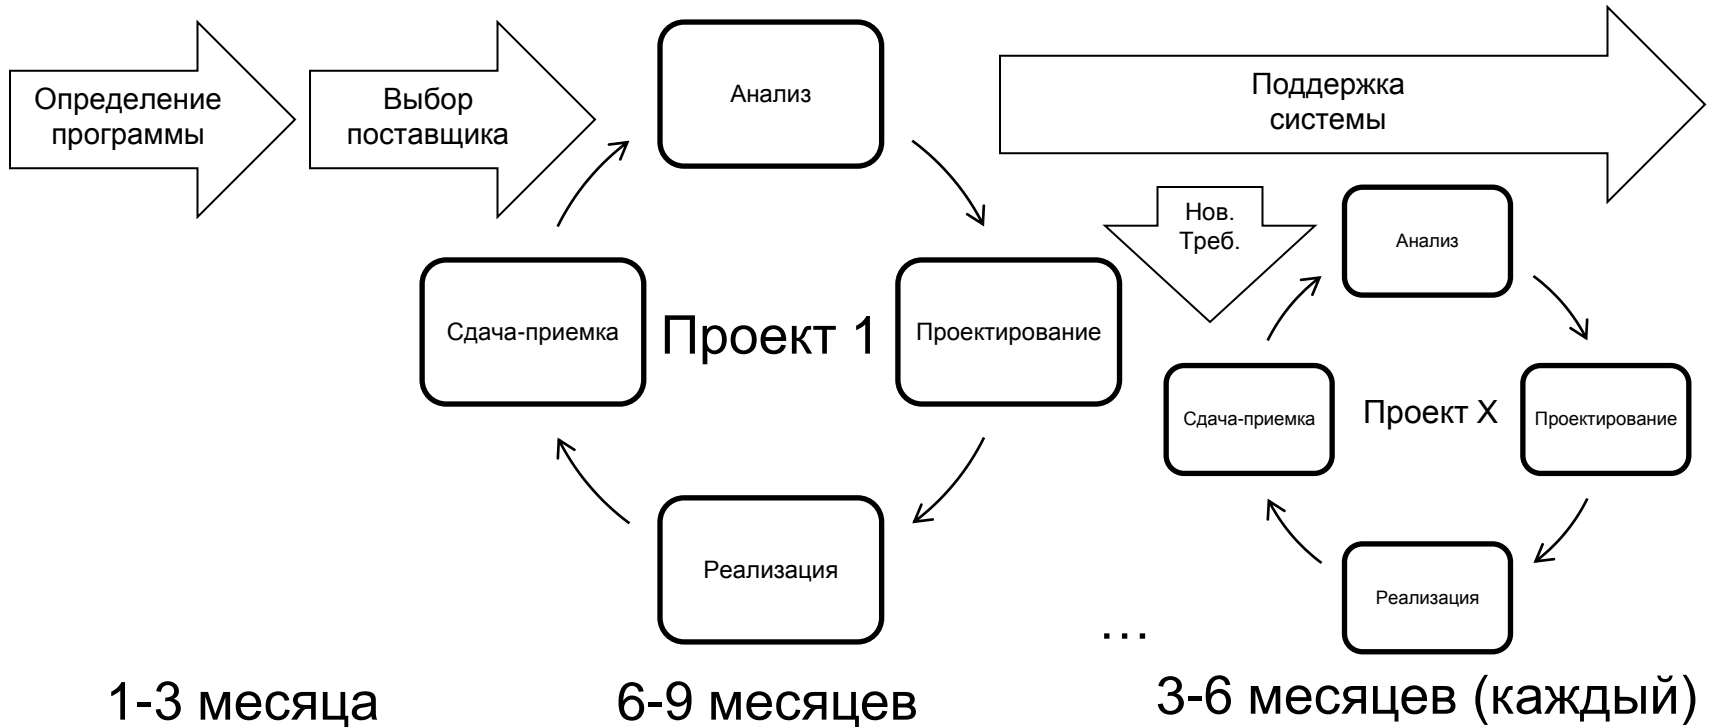 Определение
программы
Выбор
поставщика
Анализ
Поддержка
системы
Нов.
Треб.
Анализ
Сдача-приемка
Проект 1
Проектирование
Сдача-приемка
Проект X
Проектирование
Реализация
Реализация
...
1-3 месяца
6-9 месяцев
3-6 месяцев (каждый)